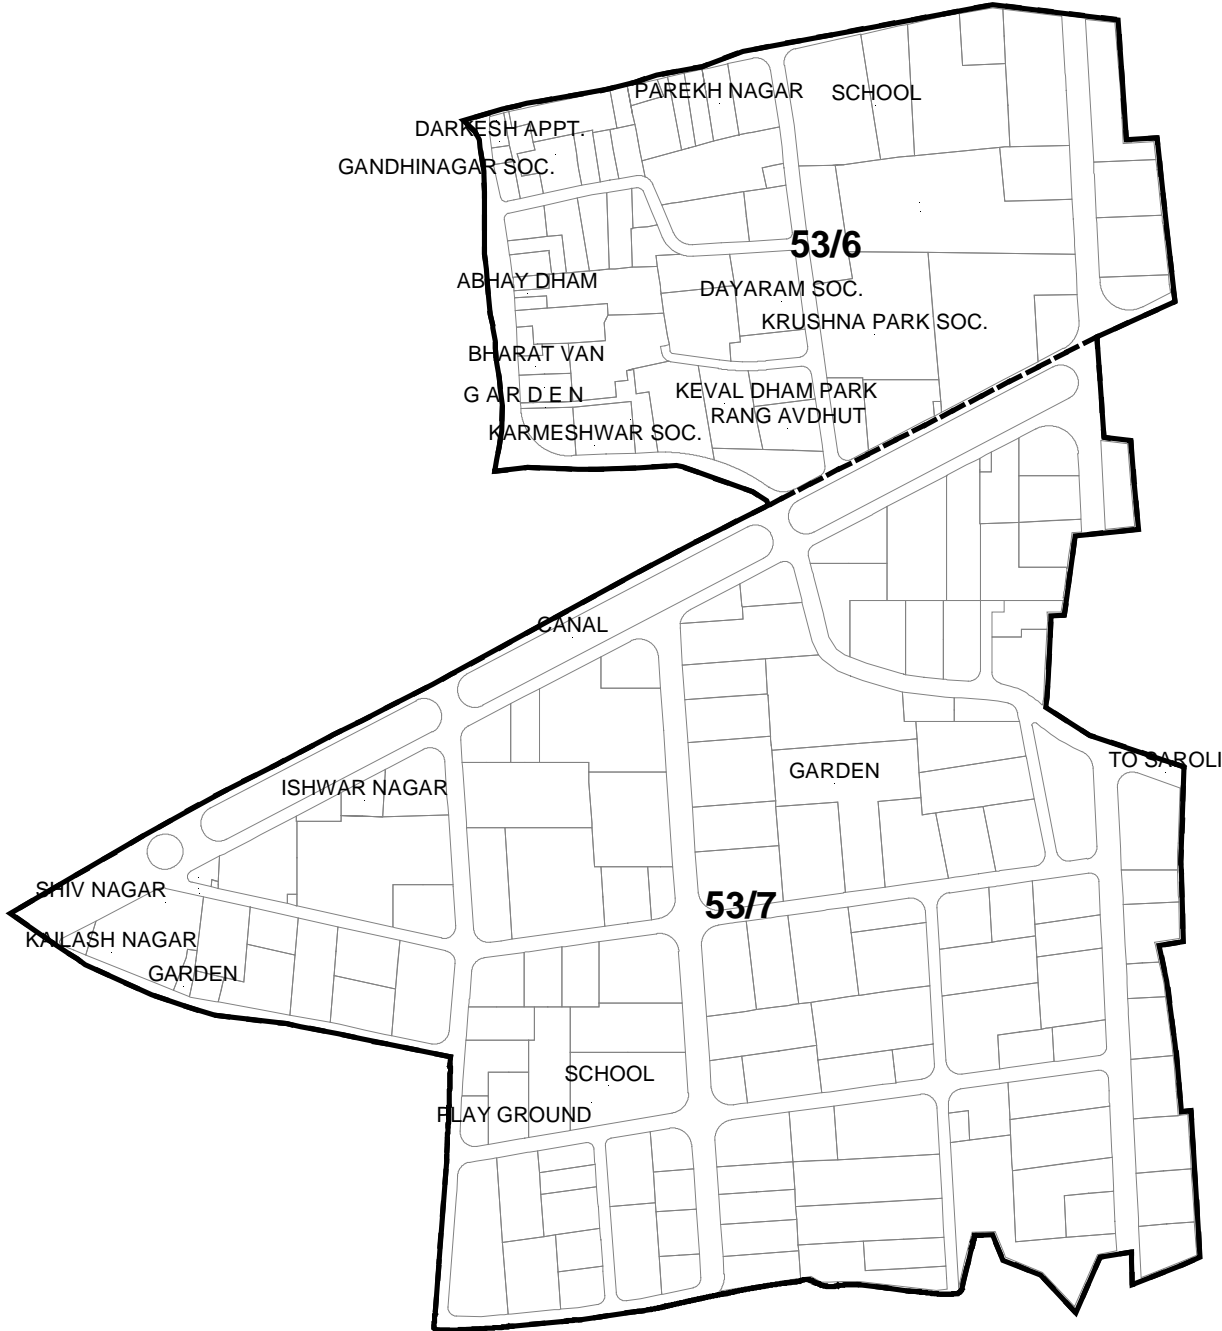 PAREKH NAGAR
SCHOOL
DARKESH APPT.
GANDHINAGAR SOC.
53/6
ABHAY DHAM
DAYARAM SOC.
KRUSHNA PARK SOC.
BHARAT VAN
GARDEN
KEVAL DHAM PARK
RANG AVDHUT
KARMESHWAR SOC.
CANAL
TO SAROLI
GARDEN
ISHWAR NAGAR
SHIV NAGAR
53/7
KAILASH NAGAR
GARDEN
SCHOOL
PLAY GROUND